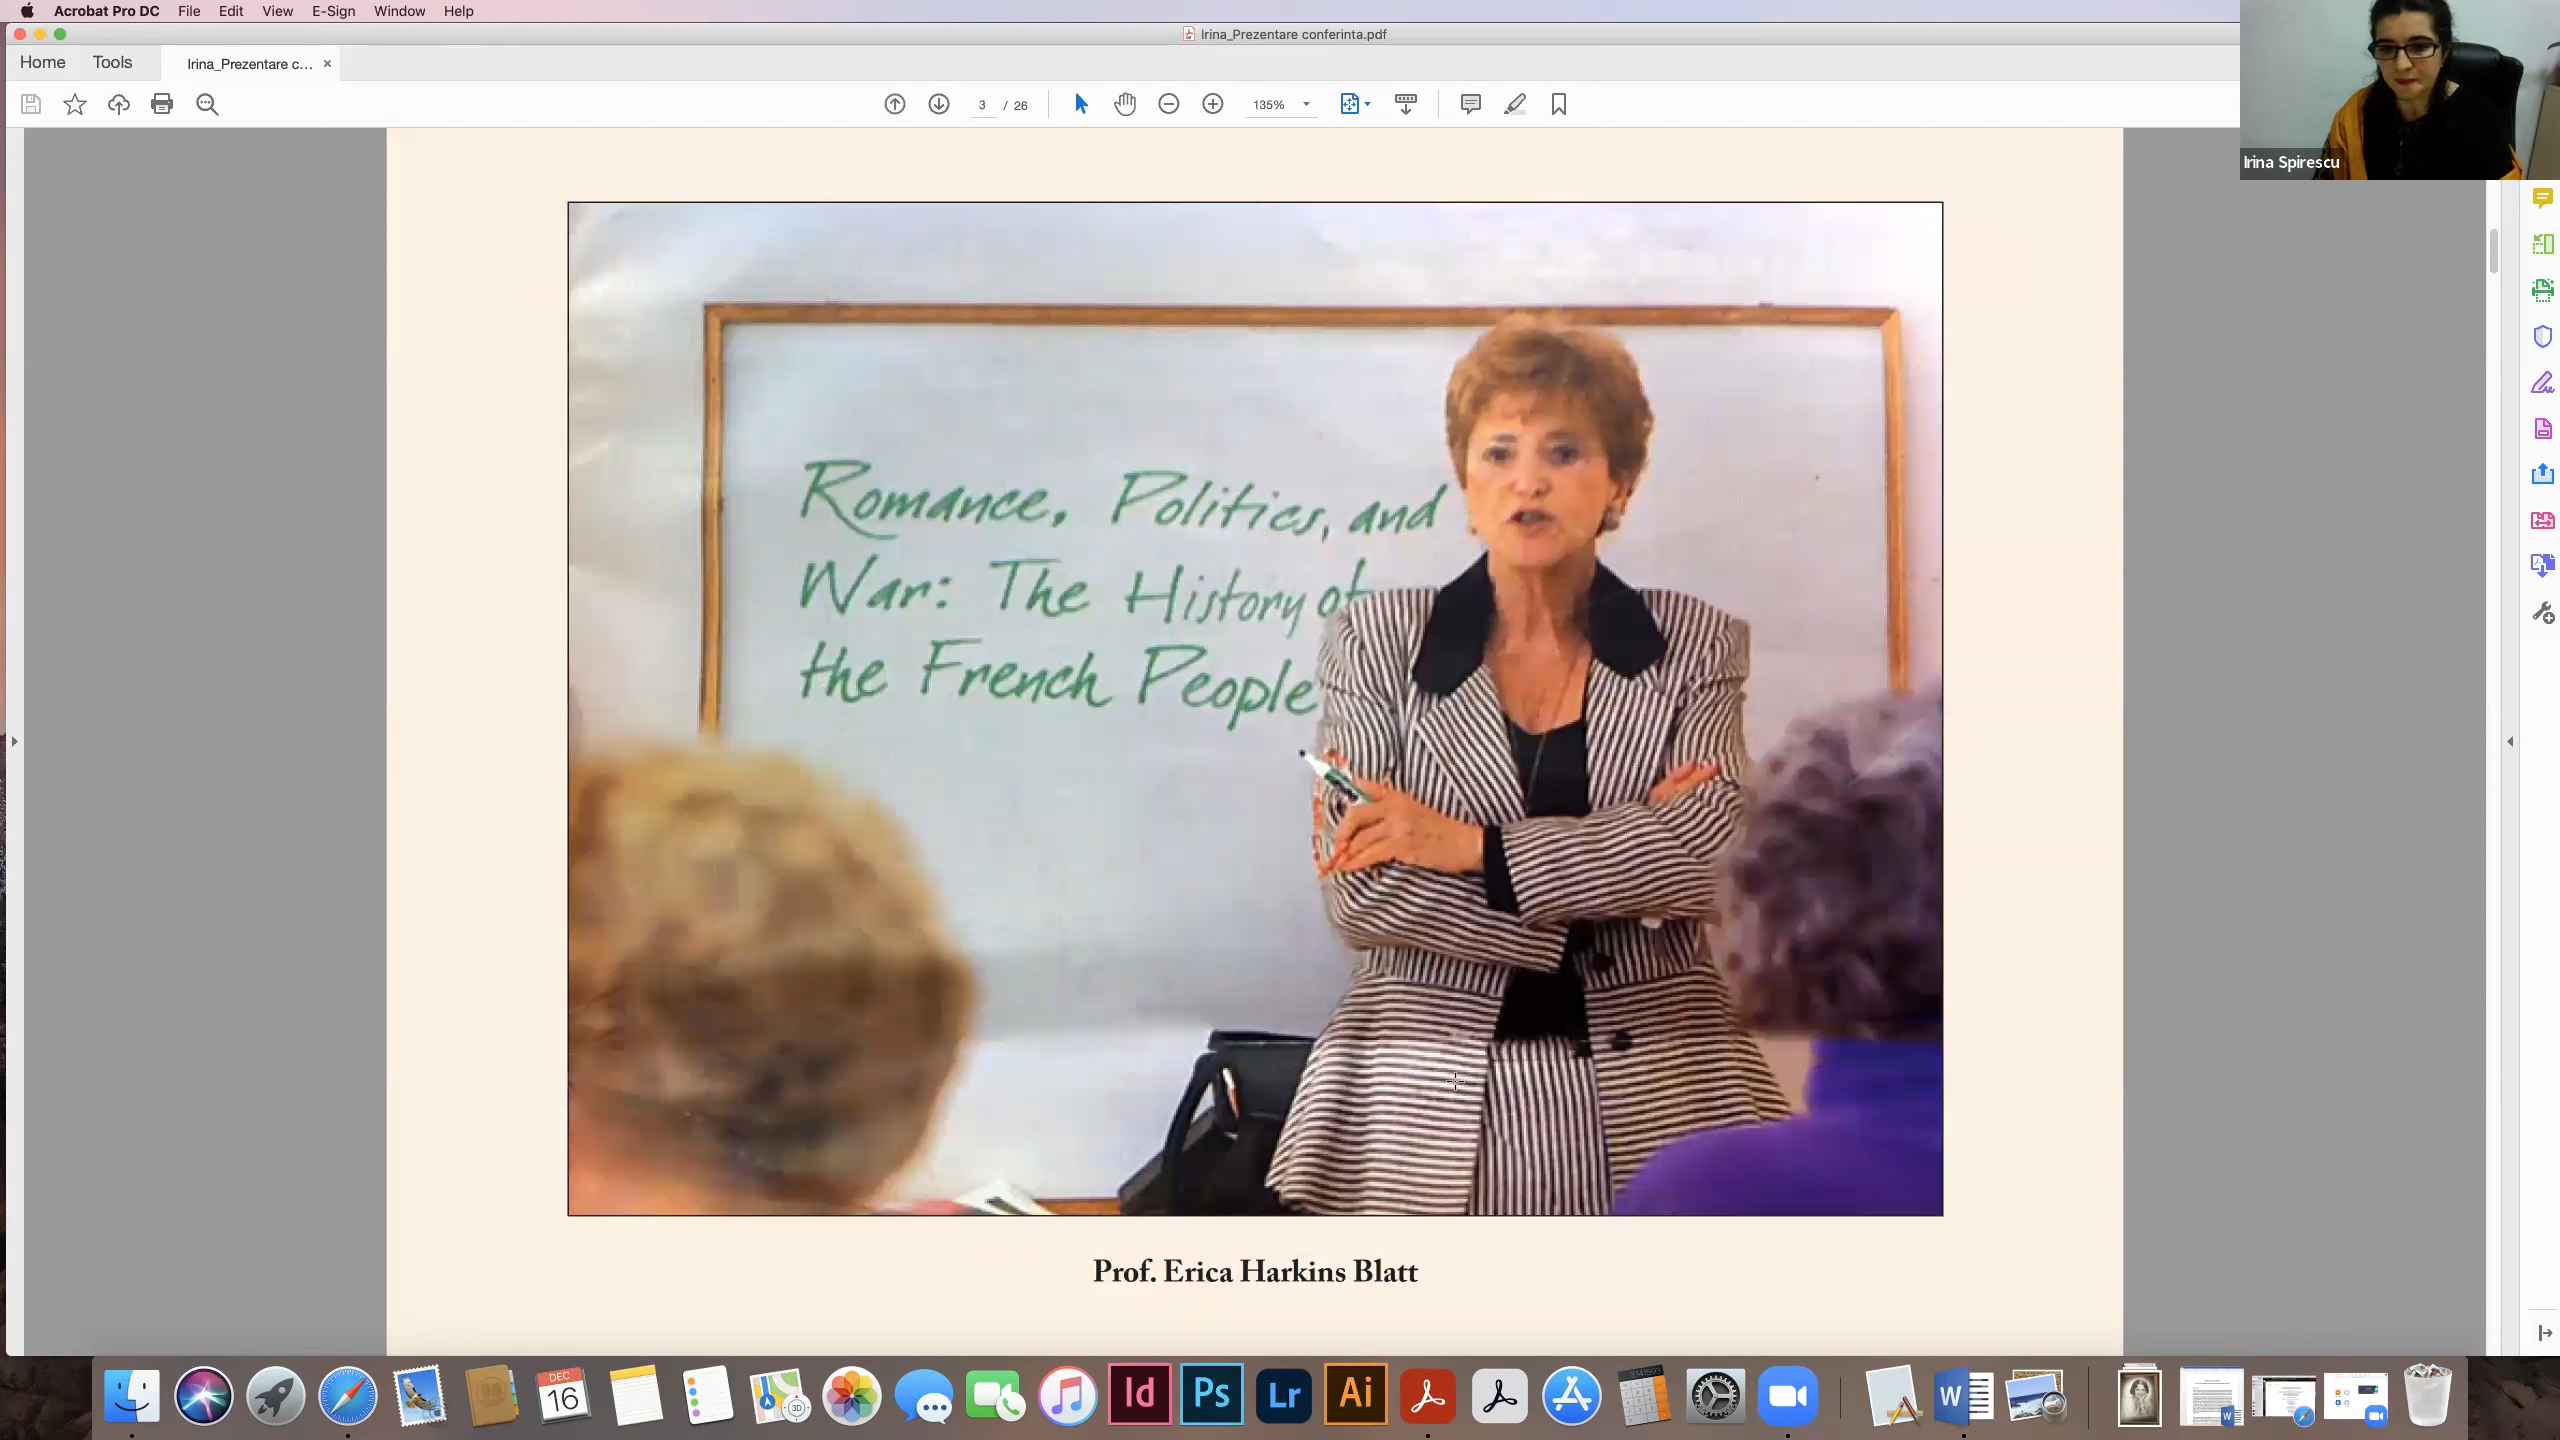 Acrobat Pro DC File Edit View E-Sign Window Help
Irina_Prezentare conferinta.pdf
Home Tools Irina_Prezentare c... ×
3 / 26 135%
Irina Spirescu
Romance, Politics, and
War: The History of
the French People
Prof. Erica Harkins Blatt
DEC
16
3D
Id Ps Lr Ai
W